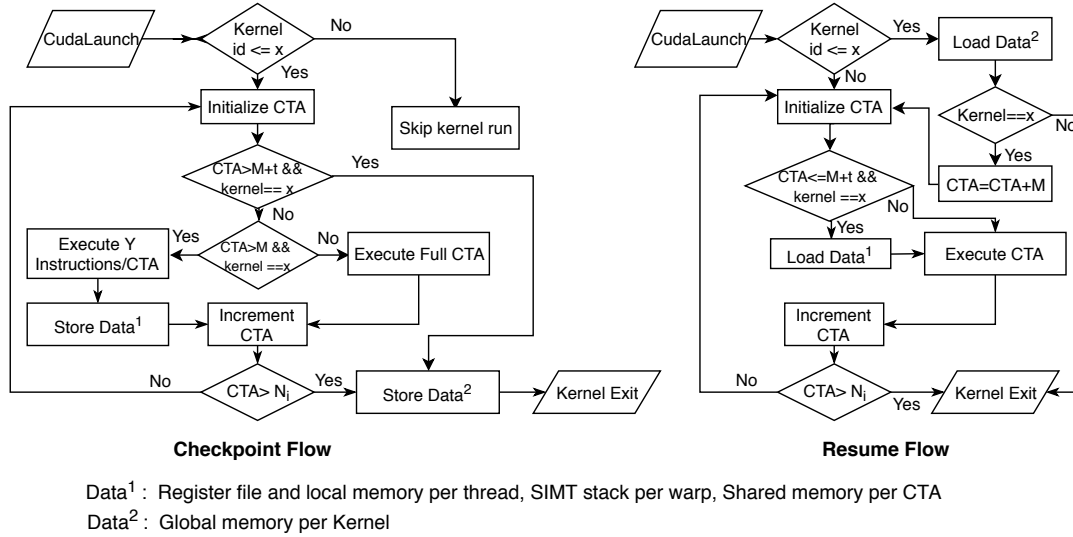 CudaLaunch
Kernel
id <= x
No
Yes
Initialize CTA
Skip kernel run
CTA>M+t &&
kernel== x
Yes
No
CTA>M &&
kernel ==x
Yes
No
Execute Y
Instructions/CTA
Execute Full CTA
Store Data1
Increment
CTA
CTA> Ni
No
Yes
Store Data2
Kernel Exit
Checkpoint Flow
CudaLaunch
Kernel
id <= x
Yes
No
Load Data2
Initialize CTA
Kernel==x
No
Yes
CTA=CTA+M
CTA<=M+t &&
kernel ==x
No
Yes
Load Data1
Execute CTA
Increment
CTA
CTA> Ni
No
Yes
Kernel Exit
Resume Flow
Data1 : Register file and local memory per thread, SIMT stack per warp, Shared memory per CTA
Data2 : Global memory per Kernel